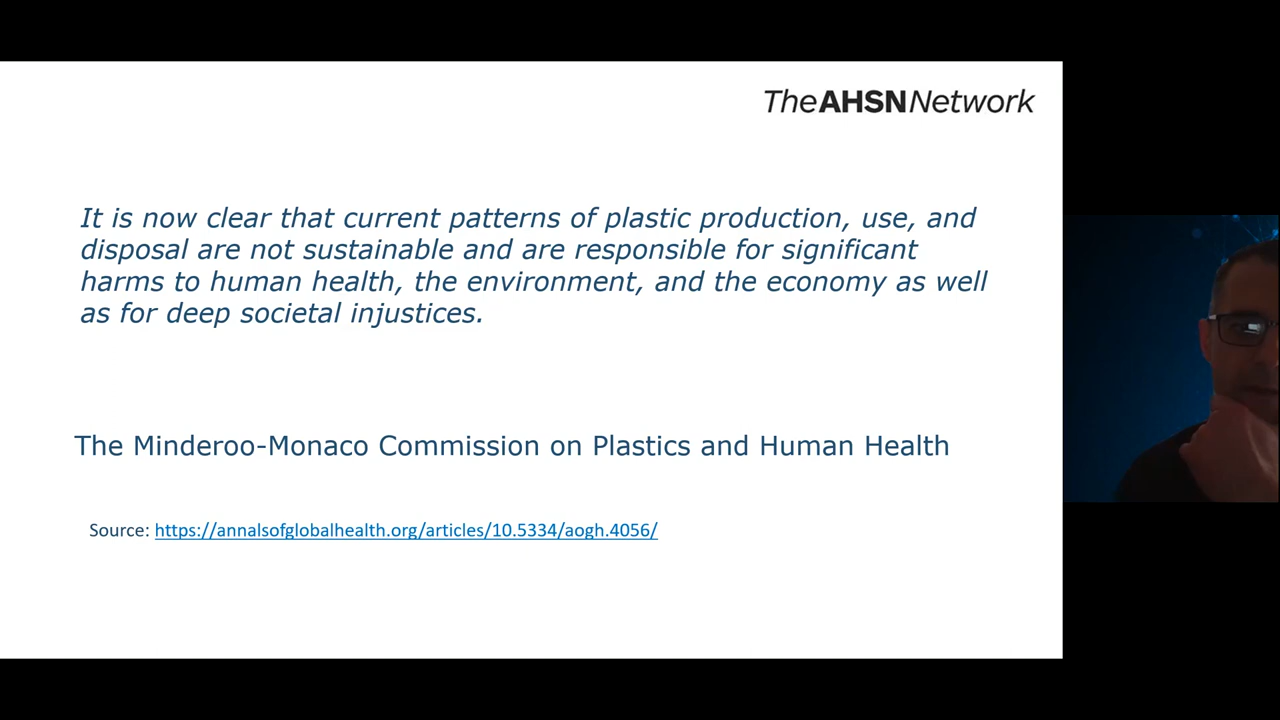 TheAHSNNetwork
It is now clear that current patterns of plastic production, use, and
disposal are not sustainable and are responsible for significant
harms to human health, the environment, and the economy as well
as for deep societal injustices.
The Minderoo-Monaco Commission on Plastics and Human Health
Source: https://annalsofglobalhealth.org/articles/10.5334/aogh.4056/